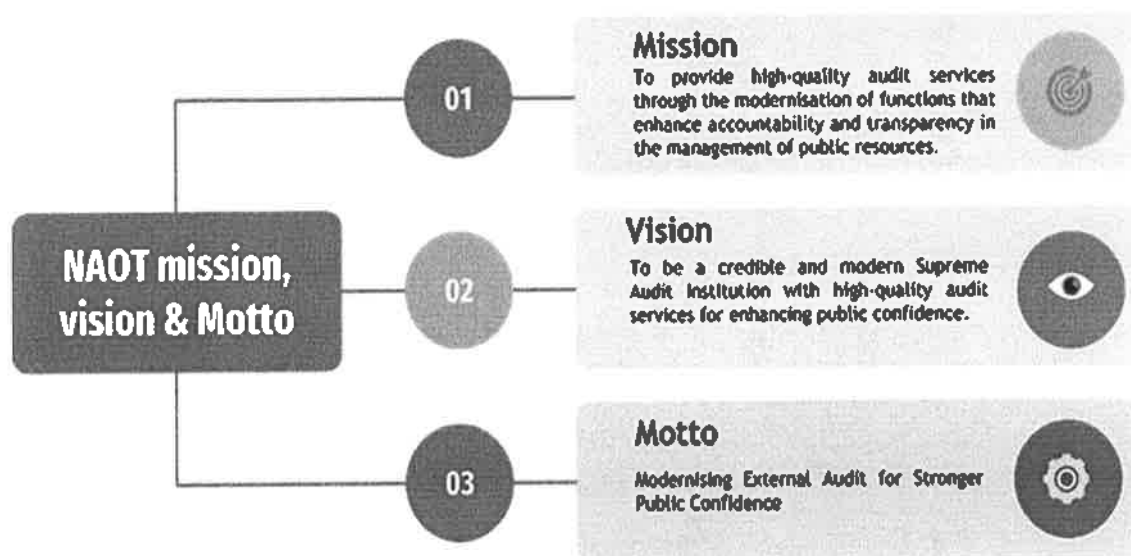 NAOT mission,
vision & Motto
01
Mission
To provide high-quality audit services
through the modernisation of functions that
enhance accountability and transparency in
the management of public resources.
02
Vision
To be a credible and modern Supreme
Audit Institution with high-quality audit
services for enhancing public confidence.
03
Motto
Modernising External Audit for Stronger
Public Confidence